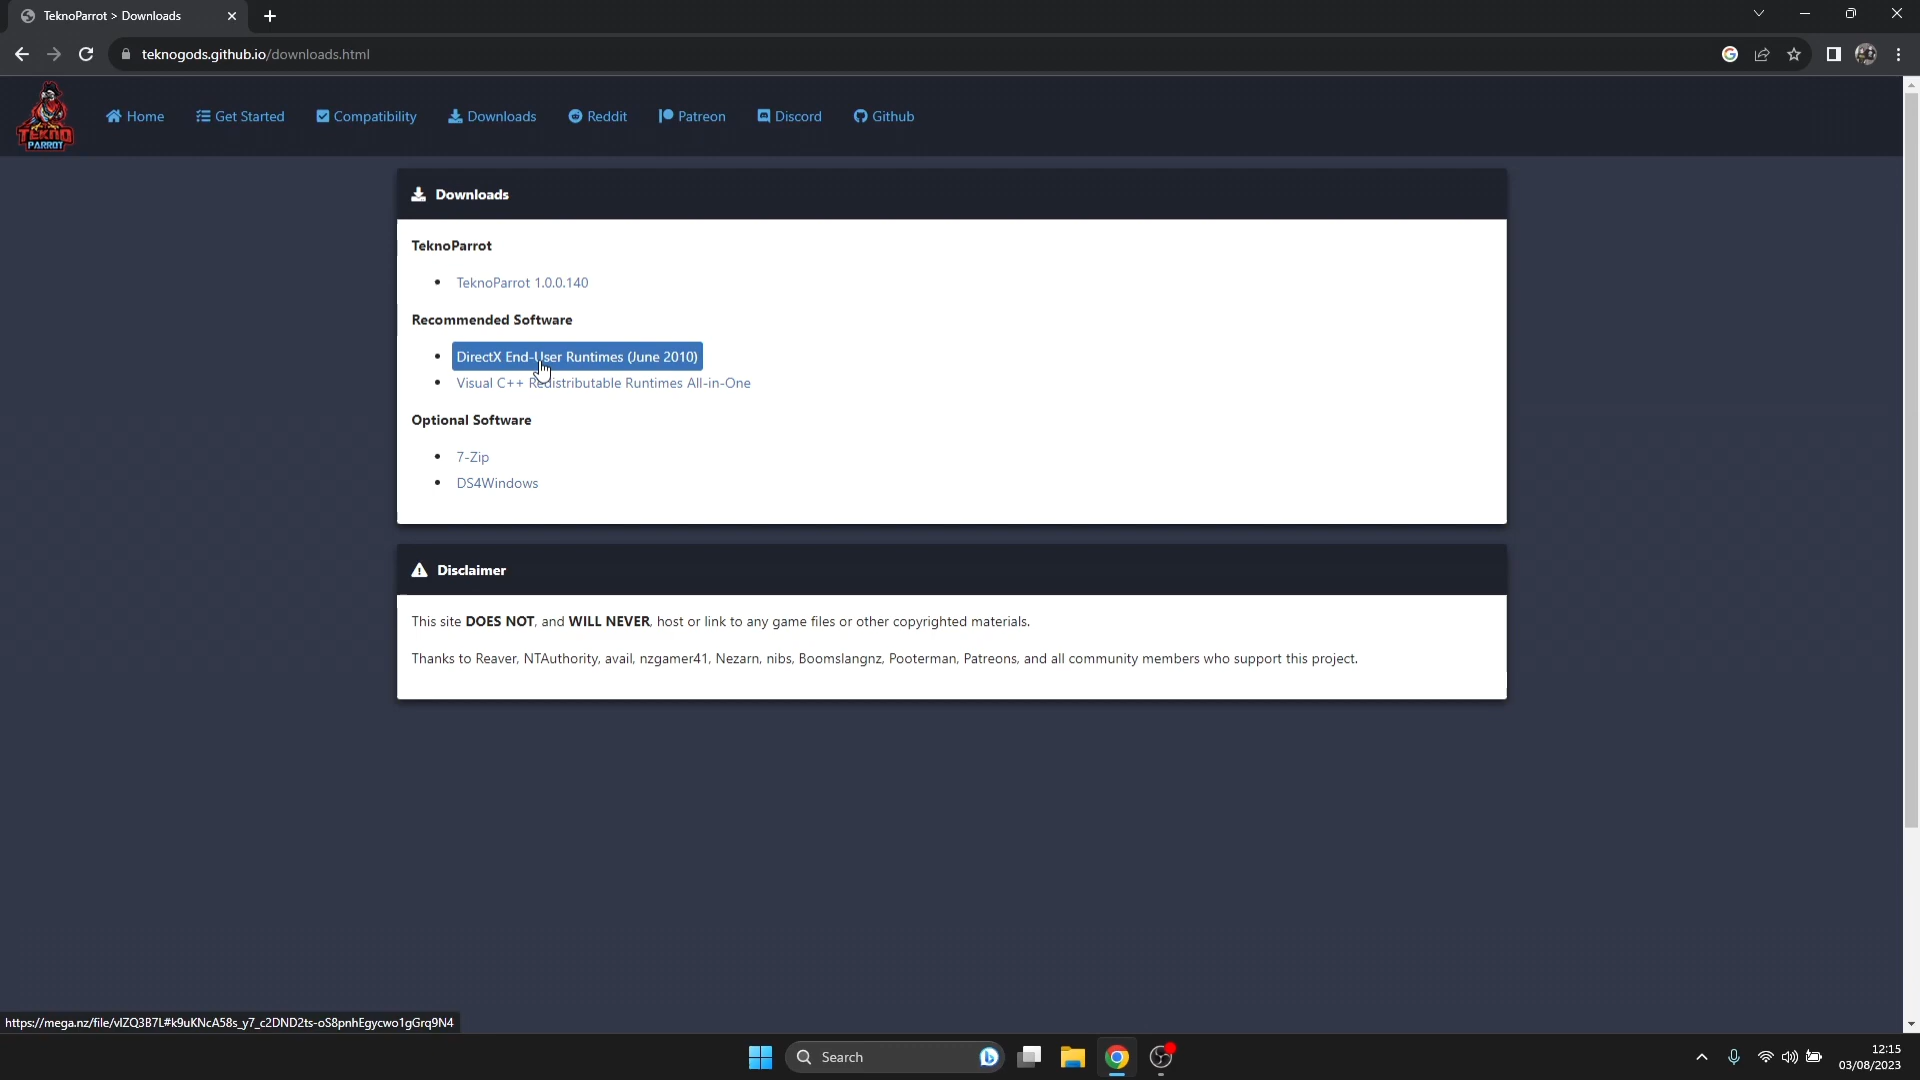 TeknoParrot > Downloads
teknogods.github.io/downloads.html
TEKNO
PARROT
Home
Get Started
Compatibility
Downloads
Reddit
Patreon
Discord
Github
Downloads
TeknoParrot
TeknoParrot 1.0.0.140
Recommended Software
DirectX End-User Runtimes (June 2010)
Visual C++ Redistributable Runtimes All-in-One
Optional Software
7-Zip
DS4Windows
Disclaimer
This site DOES NOT, and WILL NEVER, host or link to any game files or other copyrighted materials.
Thanks to Reaver, NTAuthority, avail, nzgamer41, Nezarn, nibs, Boomslangnz, Pooterman, Patreons, and all community members who support this project.
https://mega.nz/file/vlZQ3B7L#k9uKNcA58s_y7_c2DND2ts-oS8pnhEgycwo1gGrq9N4
Search
12:15
03/08/2023